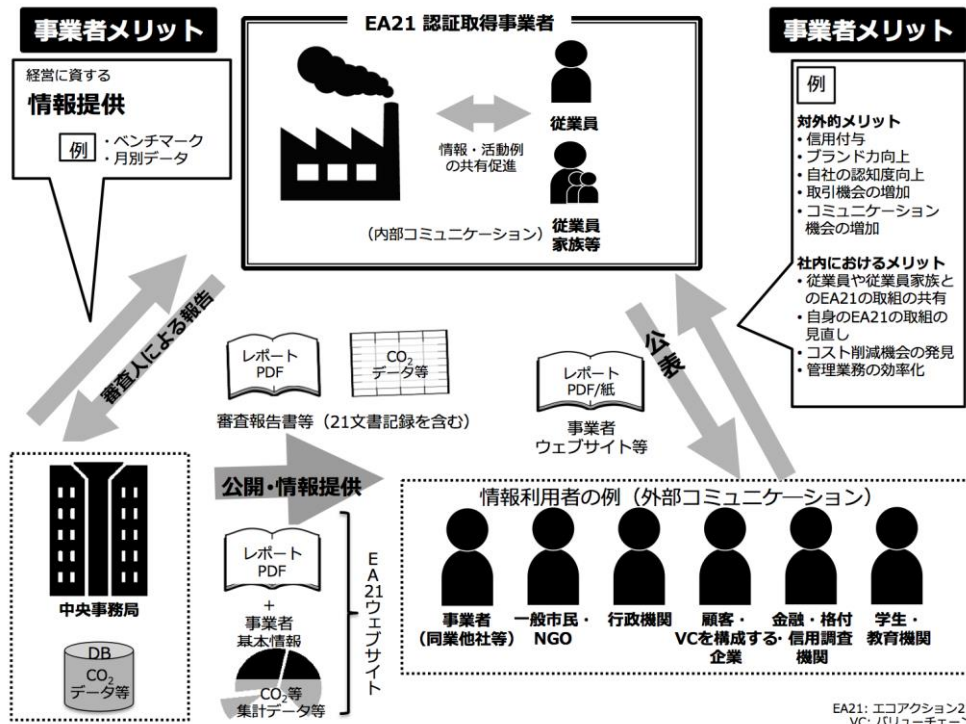 事業者メリット
経営に資する
情報提供
例
・ベンチマーク
・月別データ
EA21 認証取得事業者
従業員
情報・活動例
の共有促進
従業員
家族等
（内部コミュニケーション）
事業者メリット
例
対外的メリット
・信用付与
・ブランド力向上
・自社の認知度向上
・取引機会の増加
・コミュニケーション
機会の増加
社内におけるメリット
・従業員や従業員家族と
のEA21の取組の共有
・自身のEA21の取組の
見直し
・コスト削減機会の発見
・管理業務の効率化
審査人による報告
レポート
PDF
CO2
データ等
審査報告書等（21文書記録を含む）
公表
レポート
PDF/紙
事業者
ウェブサイト等
公開・情報提供
中央事務局
DB
CO2
データ等
レポート
PDF
+
事業者
基本情報
CO2等
集計データ等
EA21ウェブサイト
情報利用者の例（外部コミュニケーション）
事業者
（同業他社等）
一般市民・
NGO
行政機関
顧客・
VCを構成する
企業
金融・格付
・信用調査
機関
学生・
教育機関
EA21: エコアクション2
VC: バリューチェー